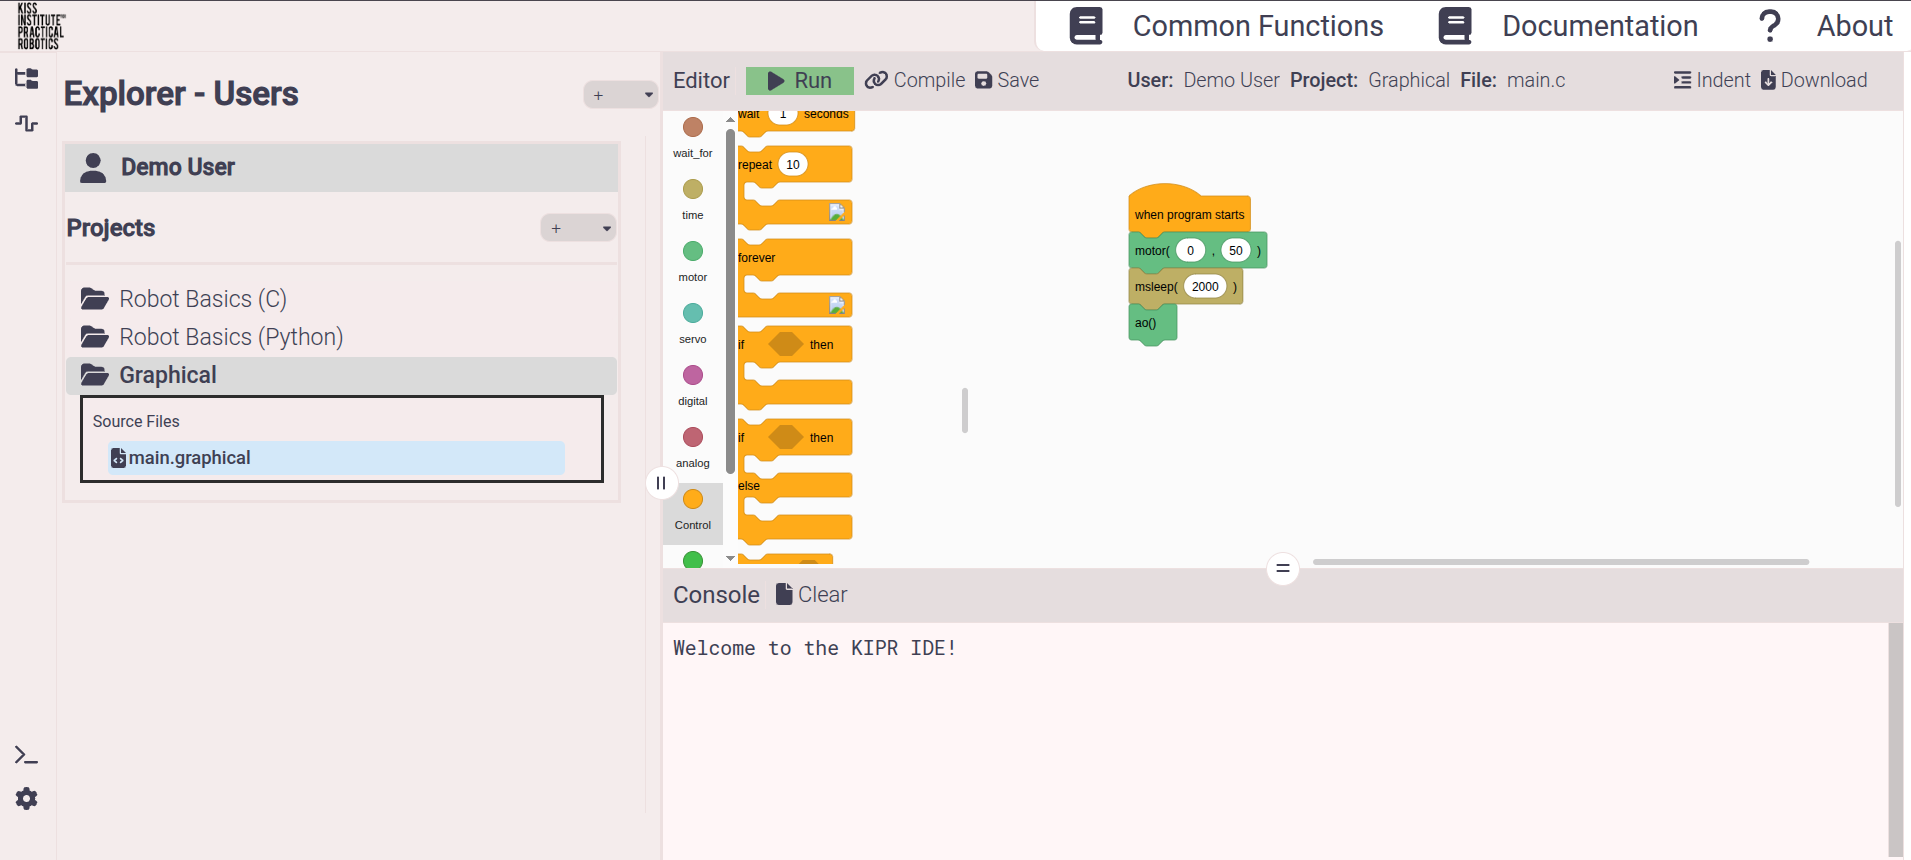 KISS
INSTITUTE
PRACTICAL
ROBOTICS
Common Functions
Documentation
? About
Explorer - Users
+
Demo User
Projects
+
Robot Basics (C)
Robot Basics (Python)
Graphical
Source Files
main.graphical
Editor
Run
Compile
Save
User: Demo User Project: Graphical File: main.c
Indent
Download
wait_for
time
motor
servo
digital
analog
Control
wait 1 seconds
repeat 10
forever
if then
if then
else
when program starts
motor( 0 , 50 )
msleep( 2000 )
ao()
Console
Clear
Welcome to the KIPR IDE!